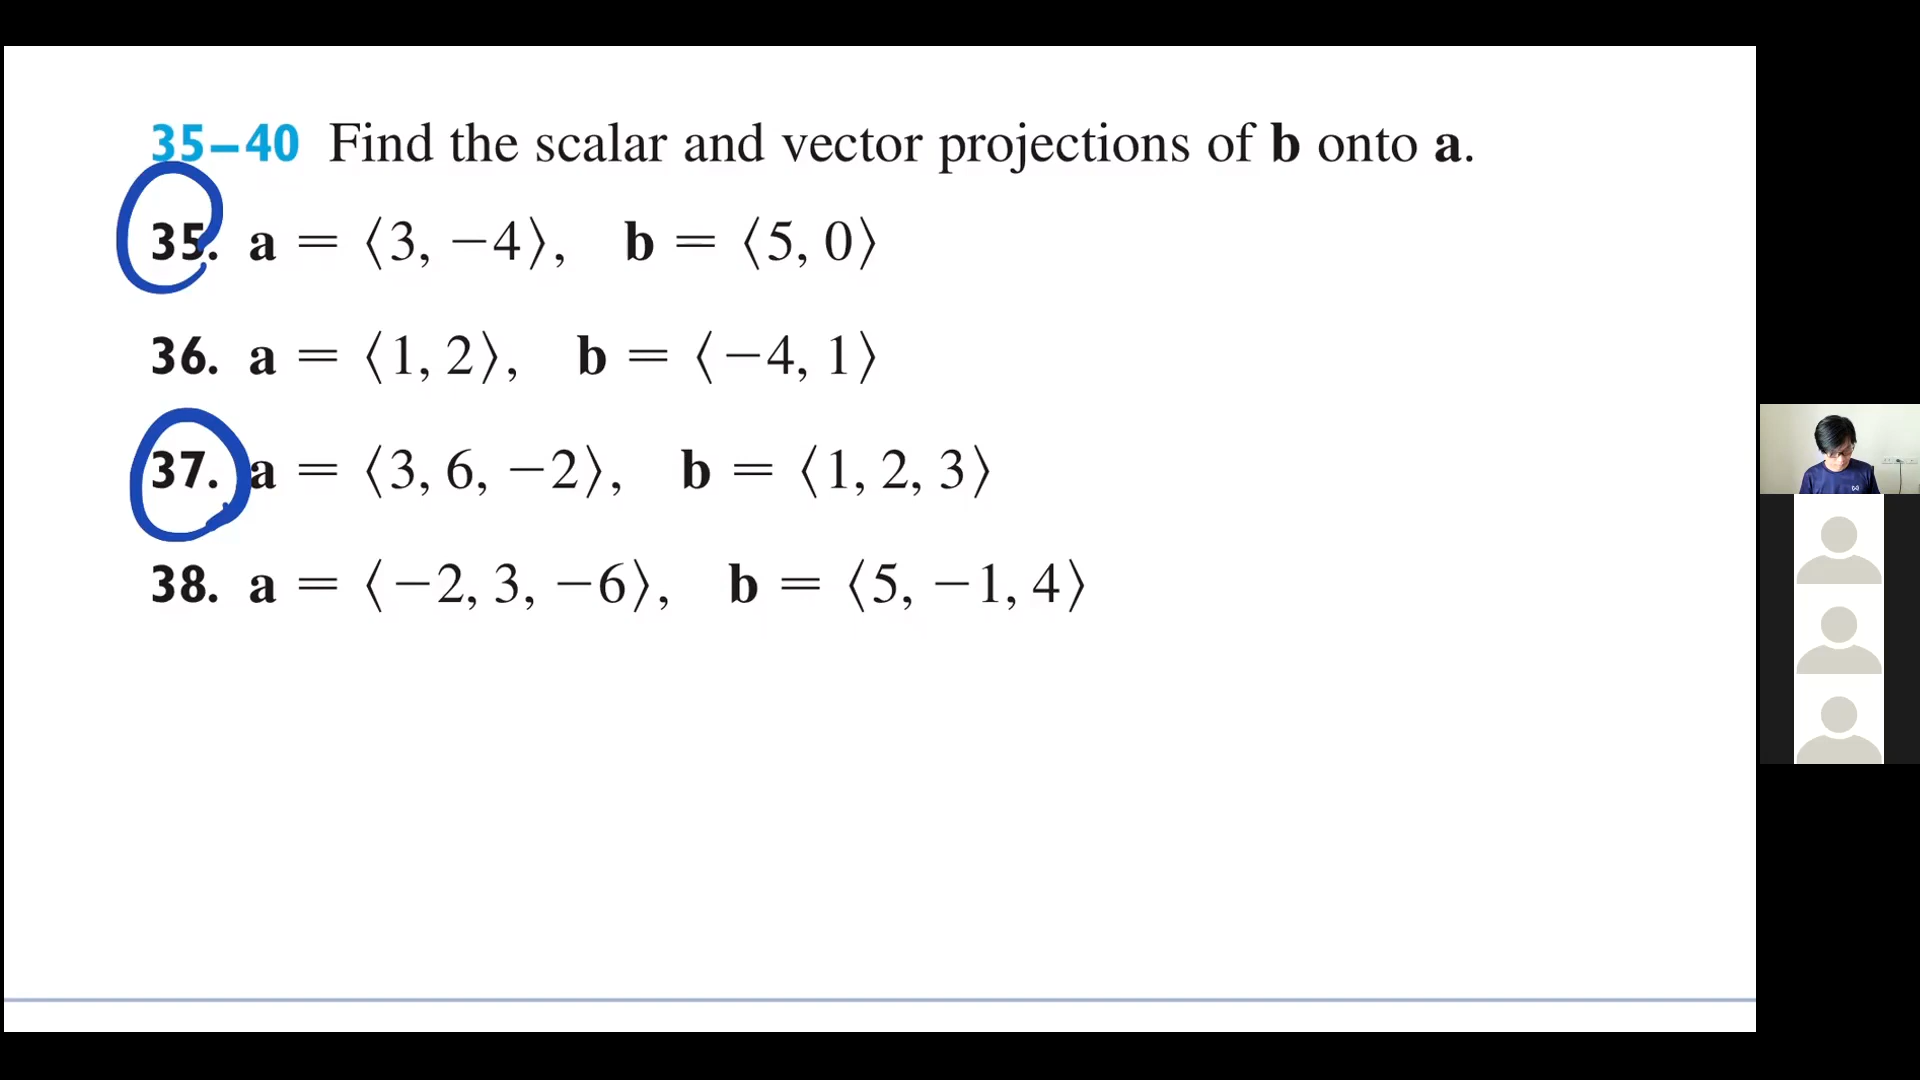 35–40 Find the scalar and vector projections of b onto a.
35. a = ⟨3, −4⟩, b = ⟨5, 0⟩
36. a = ⟨1, 2⟩, b = ⟨−4, 1⟩
37. a = ⟨3, 6, −2⟩, b = ⟨1, 2, 3⟩
38. a = ⟨−2, 3, −6⟩, b = ⟨5, −1, 4⟩